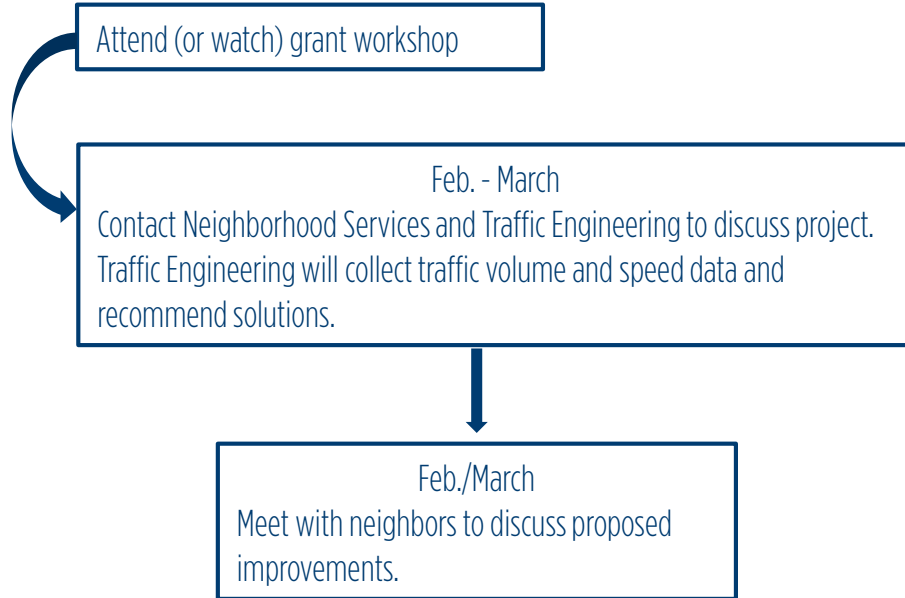 Attend (or watch) grant workshop
Feb. - March
Contact Neighborhood Services and Traffic Engineering to discuss project.
Traffic Engineering will collect traffic volume and speed data and
recommend solutions.
Feb./March
Meet with neighbors to discuss proposed
improvements.